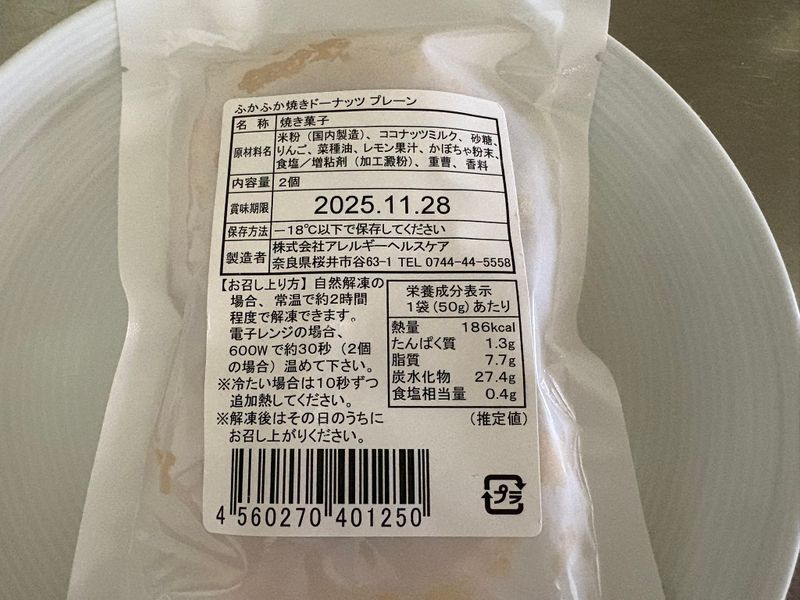 ふかふか焼きドーナッツ プレーン
名 称 焼き菓子
原材料名 米粉（国内製造）、ココナッツミルク、砂糖、
りんご、菜種油、レモン果汁、かぼちゃ粉末、
食塩／増粘剤（加工澱粉）、重曹、香料
内容量 2個
賞味期限 2025.11.28
保存方法 −18℃以下で保存してください
製造者 株式会社アレルギーヘルスケア
奈良県桜井市谷63-1 TEL 0744-44-5558
【お召し上り方】自然解凍の
場合、常温で約2時間
程度で解凍できます。
電子レンジの場合、
600Wで約30秒（2個
の場合）温めて下さい。
※冷たい場合は10秒ずつ
追加熱してください。
※解凍後はその日のうちに
お召し上がりください。
栄養成分表示
1袋（50g）あたり
熱量 186kcal
たんぱく質 1.3g
脂質 7.7g
炭水化物 27.4g
食塩相当量 0.4g
（推定値）
4 560270 401250
プラ